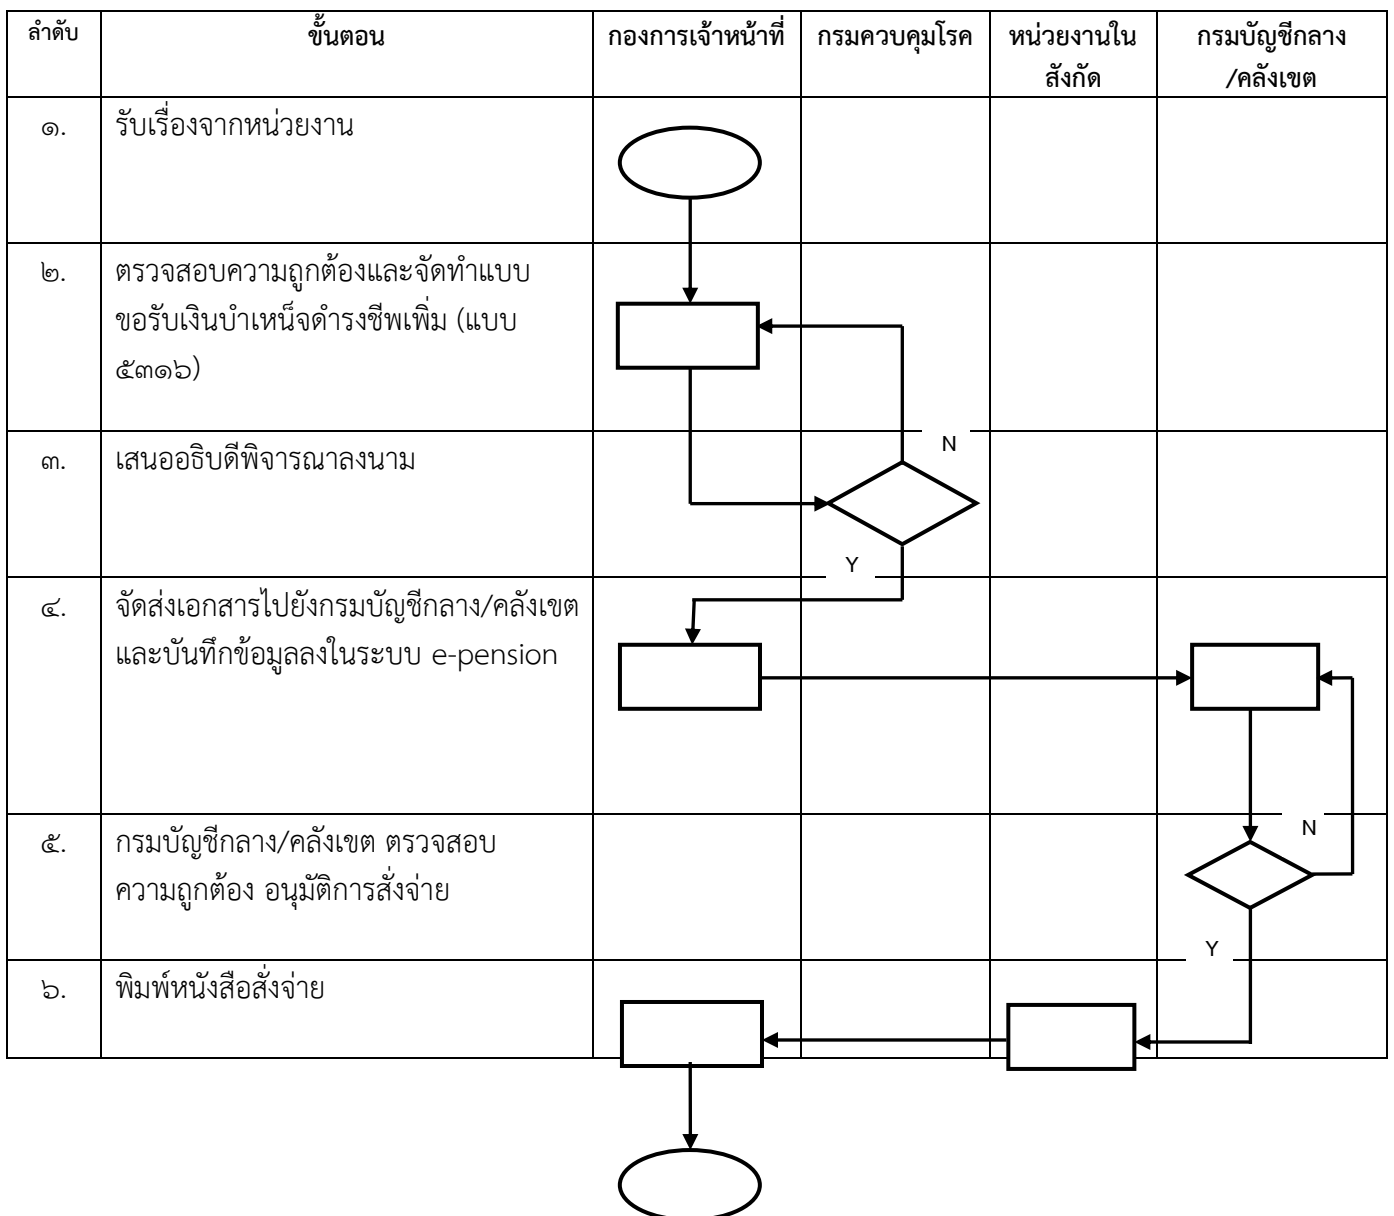 ลำดับ ขั้นตอน กองการเจ้าหน้าที่ กรมควบคุมโรค หน่วยงานใน กรมบัญชีกลาง
สังกัด /คลังเขต
๑. รับเรื่องจากหน่วยงาน
๒. ตรวจสอบความถูกต้องและจัดทำแบบ
ขอรับเงินบำเหน็จดำรงชีพเพิ่ม (แบบ
๕๓๑๖)
N
๓. เสนออธิบดีพิจารณาลงนาม
Y
๔. จัดส่งเอกสารไปยังกรมบัญชีกลาง/คลังเขต
และบันทึกข้อมูลลงในระบบ e-pension
N
๕. กรมบัญชีกลาง/คลังเขต ตรวจสอบ
ความถูกต้อง อนุมัติการสั่งจ่าย
Y
๖. พิมพ์หนังสือสั่งจ่าย